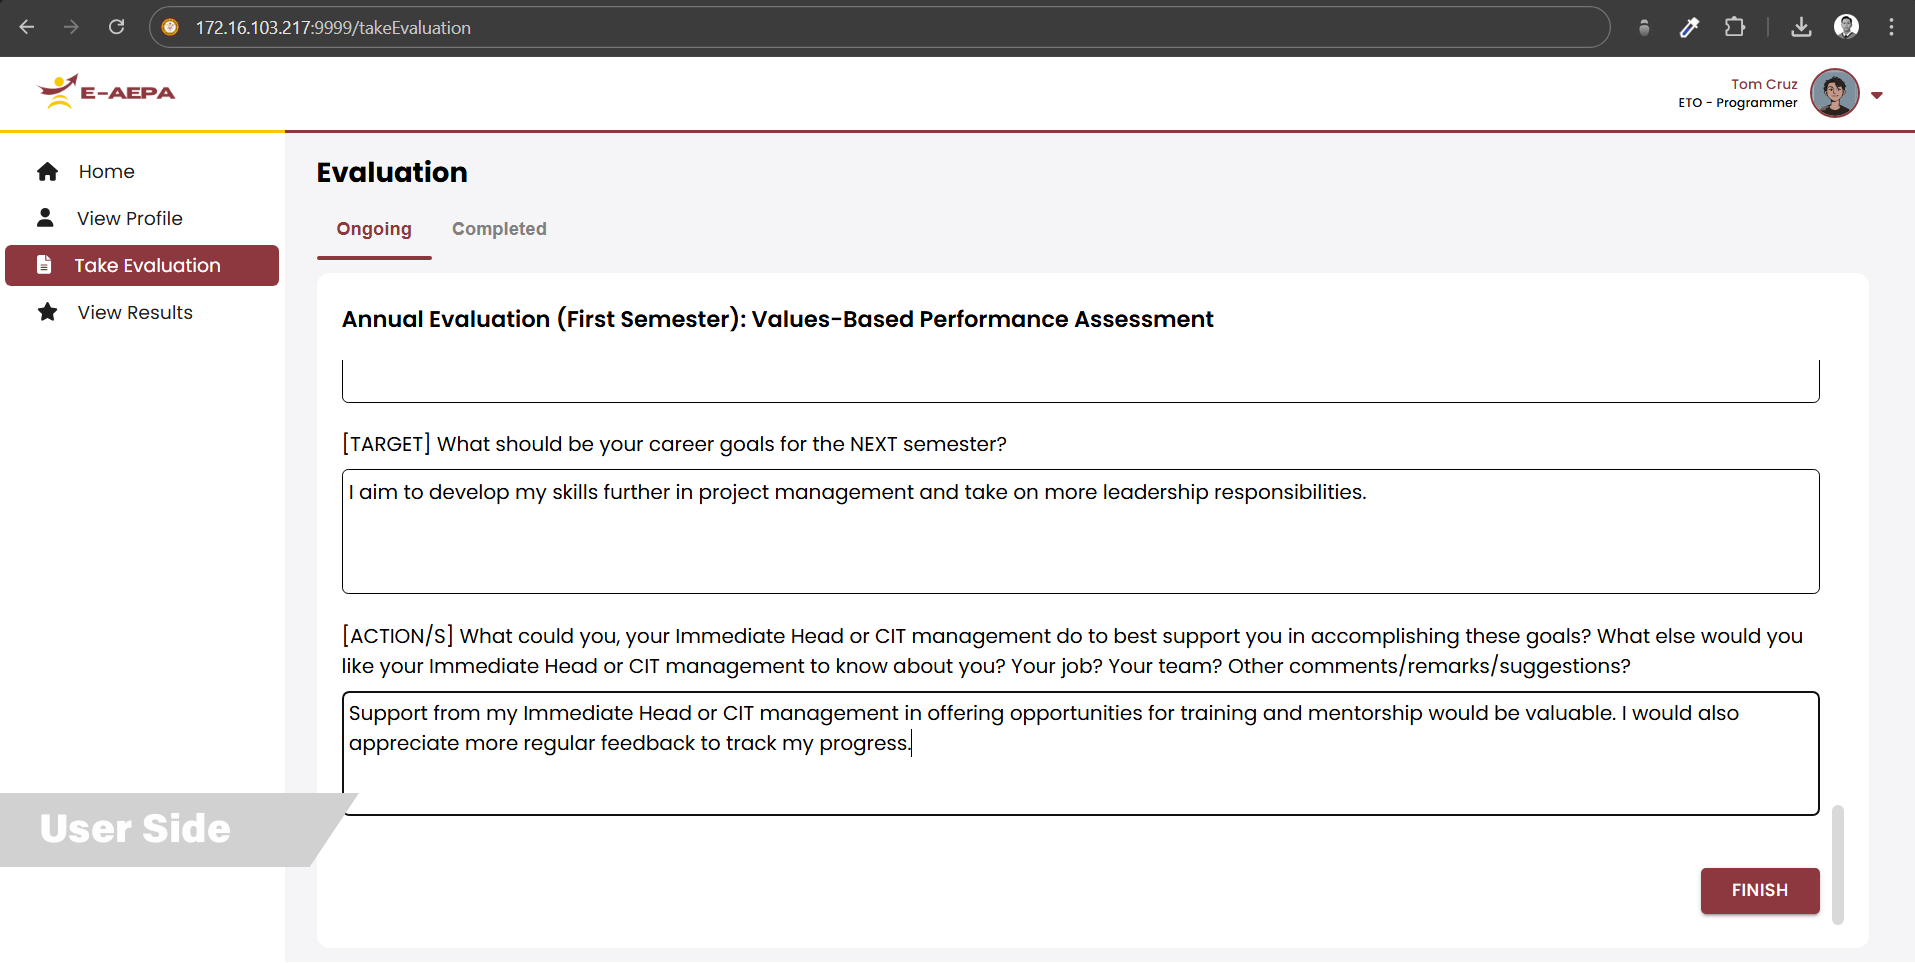 172.16.103.217:9999/takeEvaluation
E-AEPA
Tom Cruz
ETO - Programmer
Home
View Profile
Take Evaluation
View Results
Evaluation
Ongoing
Completed
Annual Evaluation (First Semester): Values-Based Performance Assessment
[TARGET] What should be your career goals for the NEXT semester?
I aim to develop my skills further in project management and take on more leadership responsibilities.
[ACTION/S] What could you, your Immediate Head or CIT management do to best support you in accomplishing these goals? What else would you
like your Immediate Head or CIT management to know about you? Your job? Your team? Other comments/remarks/suggestions?
Support from my Immediate Head or CIT management in offering opportunities for training and mentorship would be valuable. I would also
appreciate more regular feedback to track my progress.
User Side
FINISH